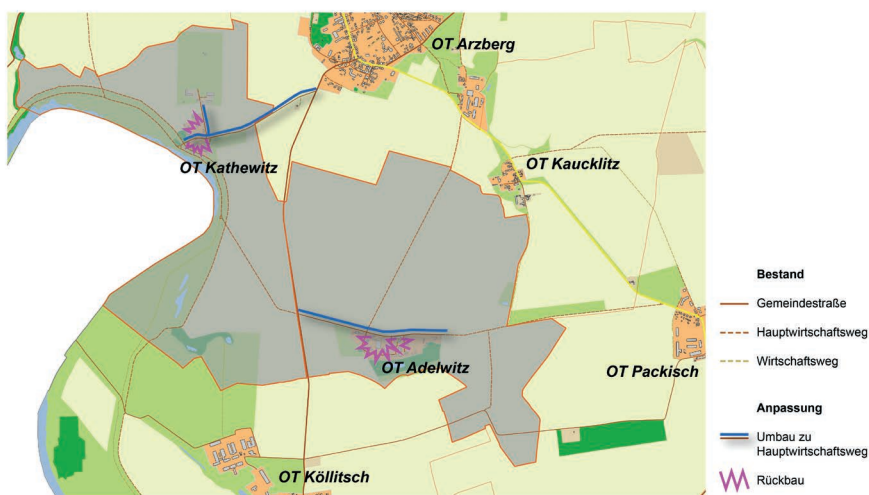 OT Arzberg
OT Kaucklitz
OT Kathewitz
OT Adelwitz
OT Packisch
OT Köllitsch
Bestand
Gemeindestraße
Hauptwirtschaftsweg
Wirtschaftsweg
Anpassung
Umbau zu
Hauptwirtschaftsweg
Rückbau